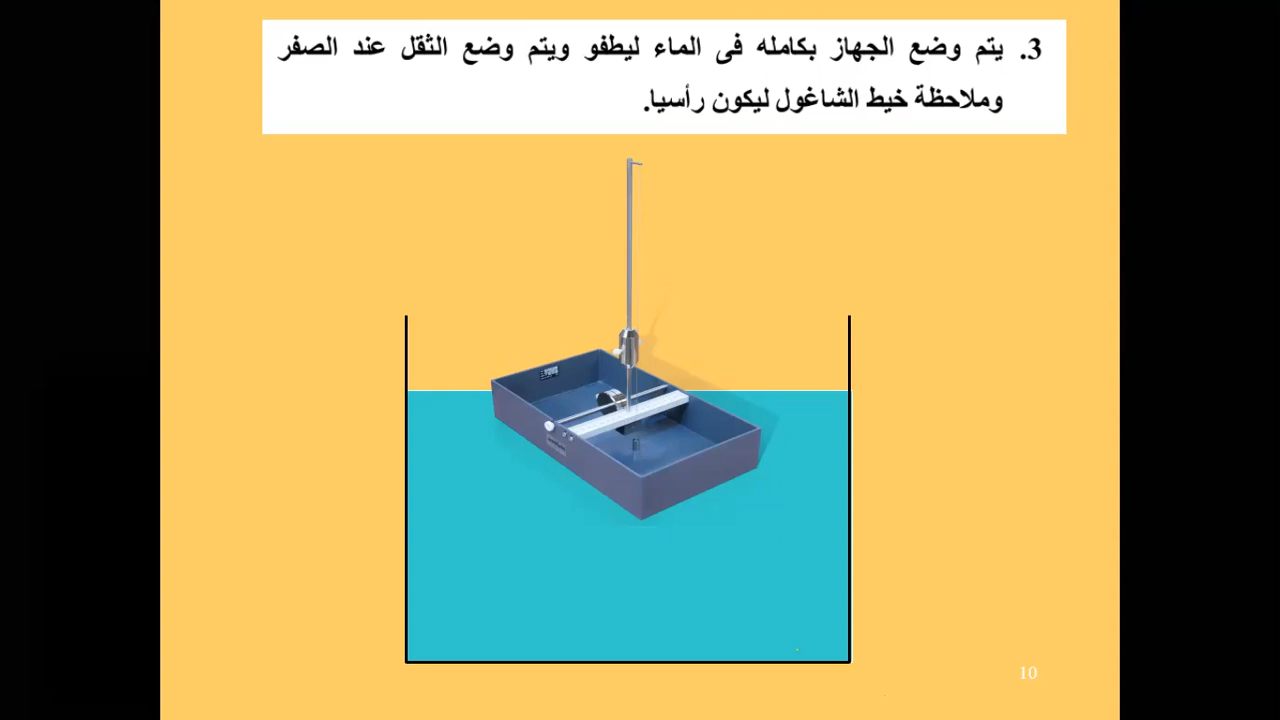 3. يتم وضع الجهاز بكامله فى الماء ليطفو ويتم وضع الثقل عند الصفر
وملاحظة خيط الشاغول ليكون رأسيا.
10